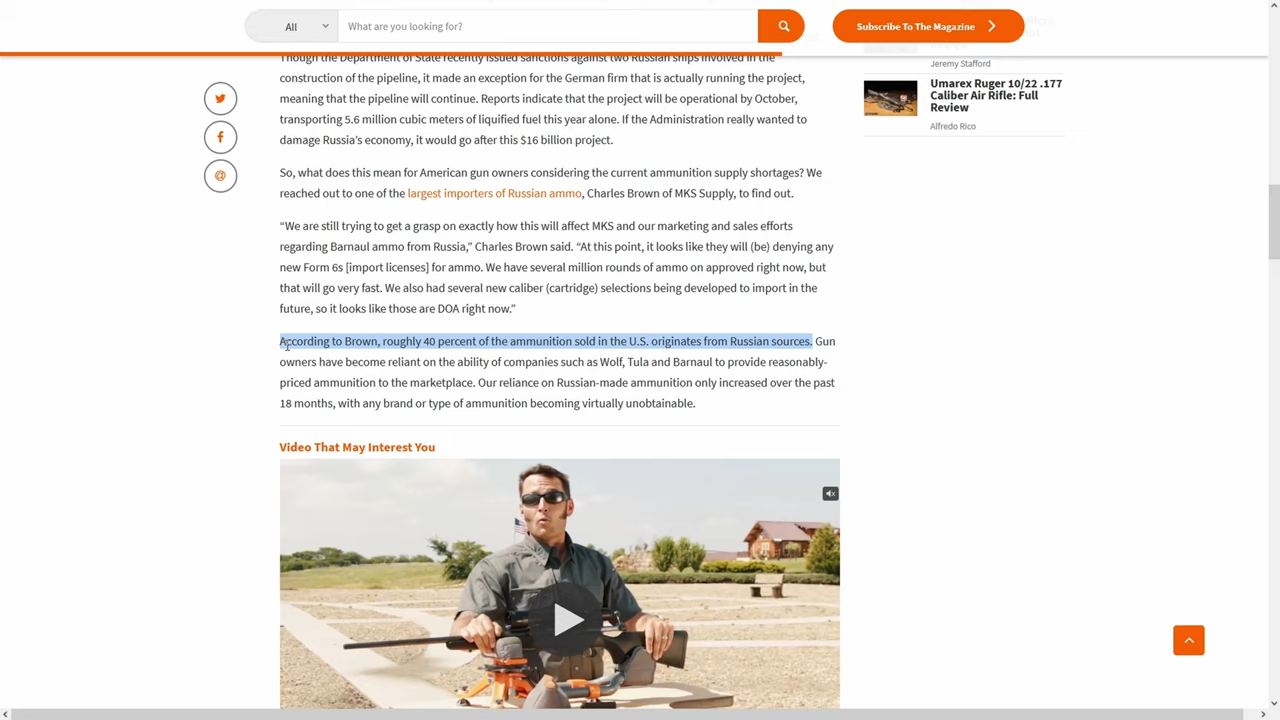 All
What are you looking for?
Subscribe To The Magazine
Though the Department of State recently issued sanctions against two Russian ships involved in the
construction of the pipeline, it made an exception for the German firm that is actually running the project,
meaning that the pipeline will continue. Reports indicate that the project will be operational by October,
transporting 5.6 million cubic meters of liquified fuel this year alone. If the Administration really wanted to
damage Russia’s economy, it would go after this $16 billion project.
So, what does this mean for American gun owners considering the current ammunition supply shortages? We
reached out to one of the largest importers of Russian ammo, Charles Brown of MKS Supply, to find out.
“We are still trying to get a grasp on exactly how this will affect MKS and our marketing and sales efforts
regarding Barnaul ammo from Russia,” Charles Brown said. “At this point, it looks like they will (be) denying any
new Form 6s [import licenses] for ammo. We have several million rounds of ammo on approved right now, but
that will go very fast. We also had several new caliber (cartridge) selections being developed to import in the
future, so it looks like those are DOA right now.”
According to Brown, roughly 40 percent of the ammunition sold in the U.S. originates from Russian sources. Gun
owners have become reliant on the ability of companies such as Wolf, Tula and Barnaul to provide reasonably-
priced ammunition to the marketplace. Our reliance on Russian-made ammunition only increased over the past
18 months, with any brand or type of ammunition becoming virtually unobtainable.
Video That May Interest You
Jeremy Stafford
Umarex Ruger 10/22 .177
Caliber Air Rifle: Full
Review
Alfredo Rico